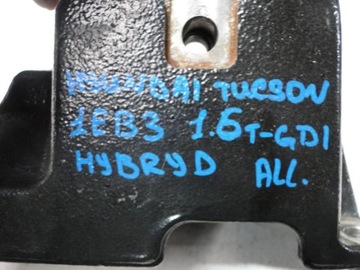 HYUNDAI TUCSON
1EB3 1.6 T-GDI
HYBRYD ALL.